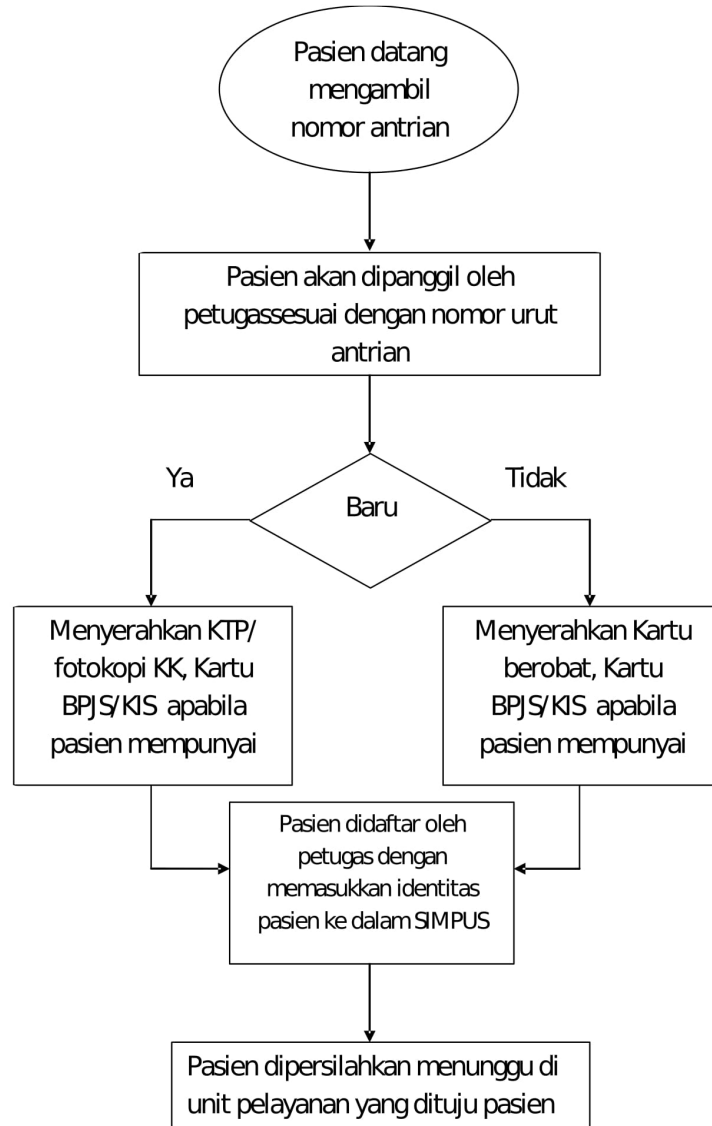 Pasien datang
mengambil
nomor antrian
Pasien akan dipanggil oleh
petugassesuai dengan nomor urut
antrian
Ya
Baru
Tidak
Menyerahkan KTP/
fotokopi KK, Kartu
BPJS/KIS apabila
pasien mempunyai
Menyerahkan Kartu
berobat, Kartu
BPJS/KIS apabila
pasien mempunyai
Pasien didaftar oleh
petugas dengan
memasukkan identitas
pasien ke dalam SIMPUS
Pasien dipersilahkan menunggu di
unit pelayanan yang dituju pasien